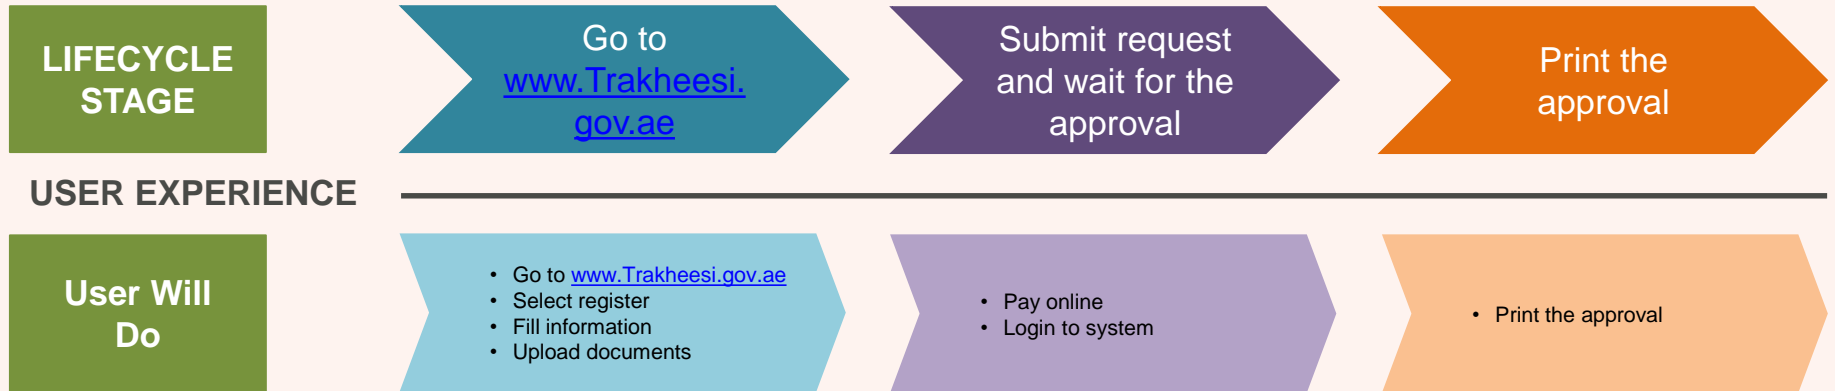 LIFECYCLE
STAGE
Go to
www.Trakheesi.
gov.ae
Submit request
and wait for the
approval
Print the
approval
USER EXPERIENCE
User Will
Do
• Go to www.Trakheesi.gov.ae
• Select register
• Fill information
• Upload documents
• Pay online
• Login to system
• Print the approval